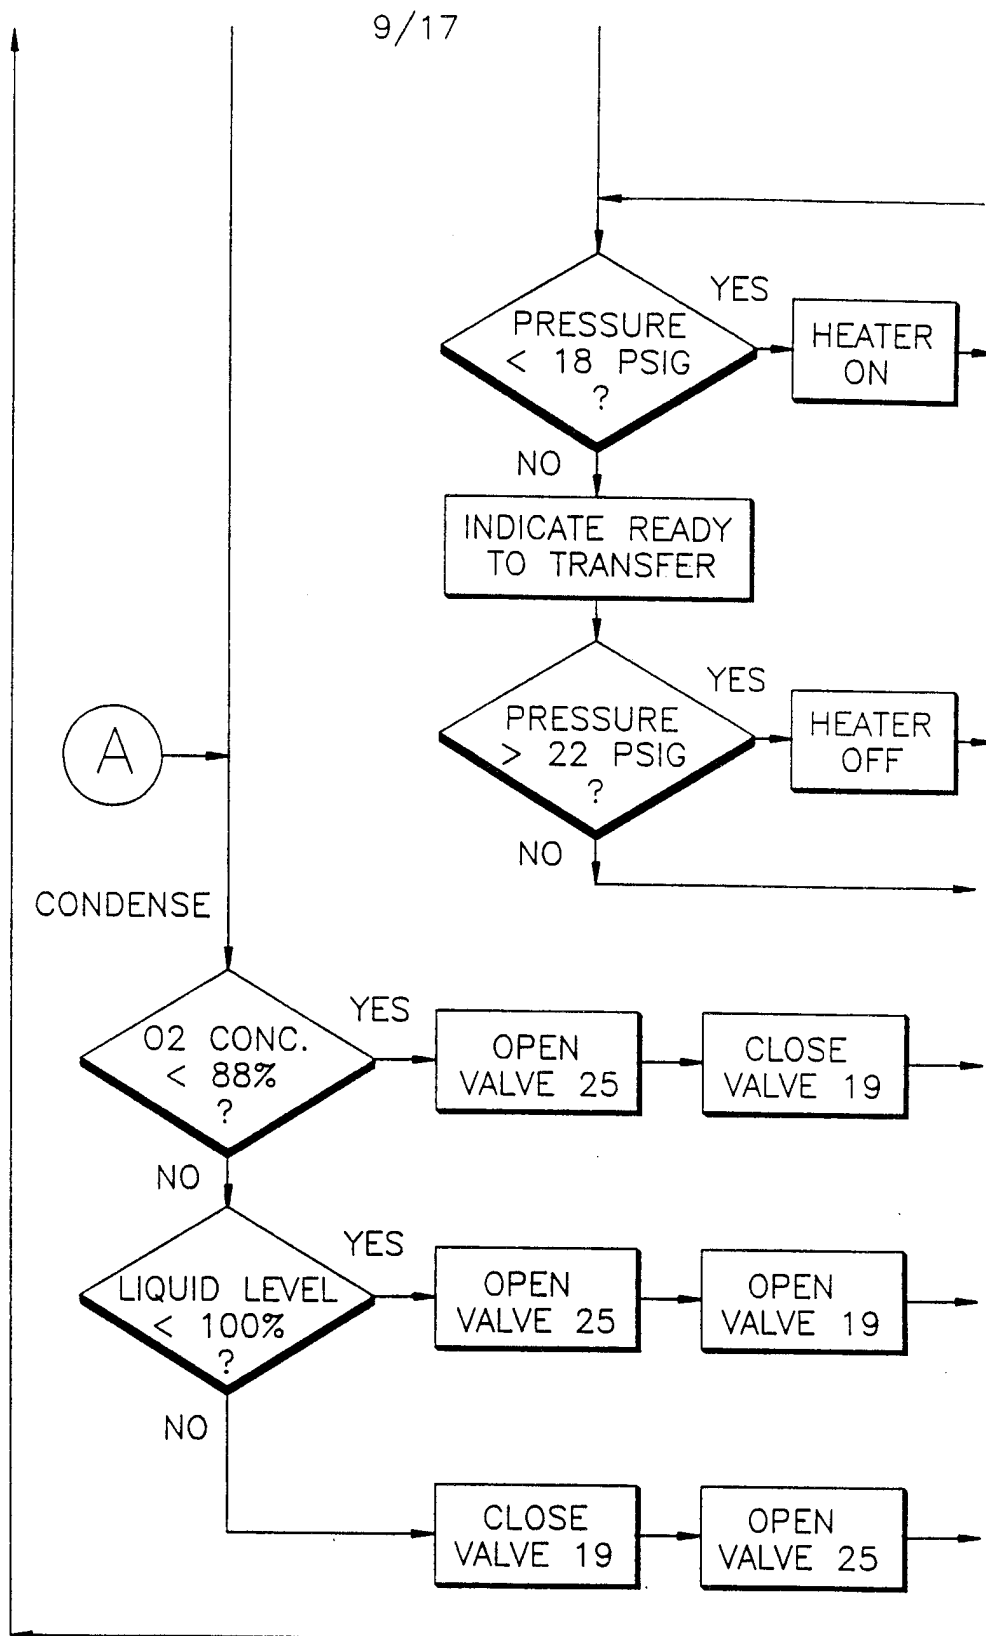 9/17
YES
PRESSURE
< 18 PSIG
?
HEATER
ON
NO
INDICATE READY
TO TRANSFER
YES
PRESSURE
> 22 PSIG
?
HEATER
OFF
NO
A
CONDENSE
YES
O2 CONC.
< 88%
?
OPEN
VALVE 25
CLOSE
VALVE 19
NO
YES
LIQUID LEVEL
< 100%
?
OPEN
VALVE 25
OPEN
VALVE 19
NO
CLOSE
VALVE 19
OPEN
VALVE 25